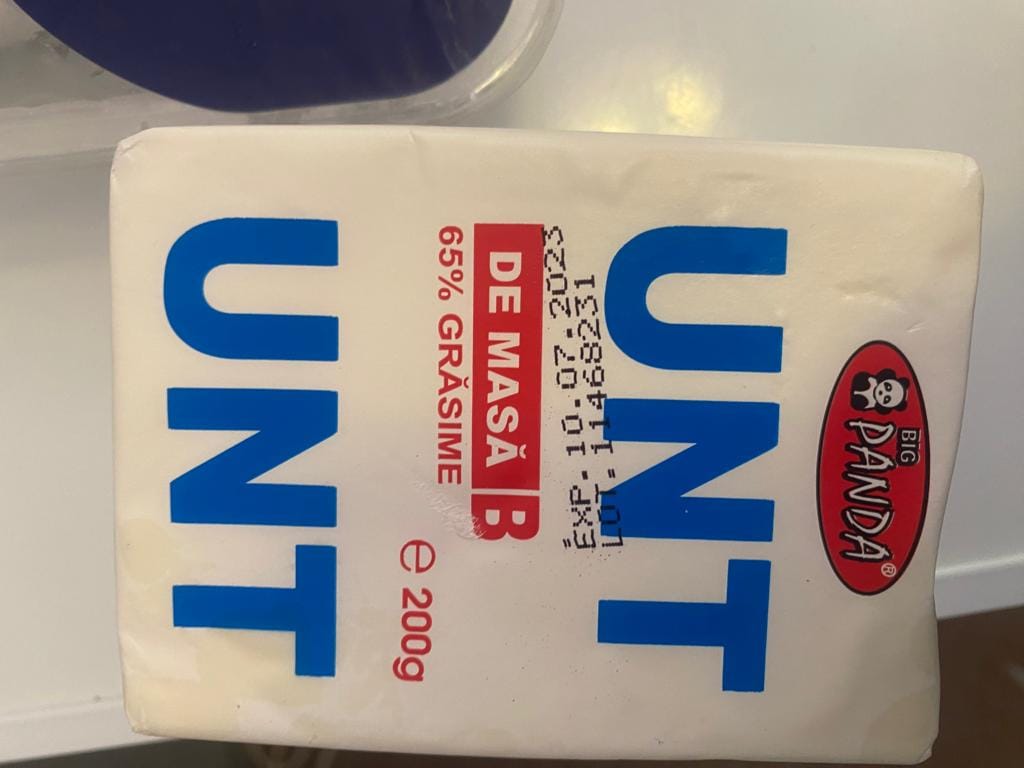 BIG
PANDA®
UNT
EXP. 10.07.2023
LOT.11468231
DE MASĂ B
65% GRĂSIME
e 200g
UNT